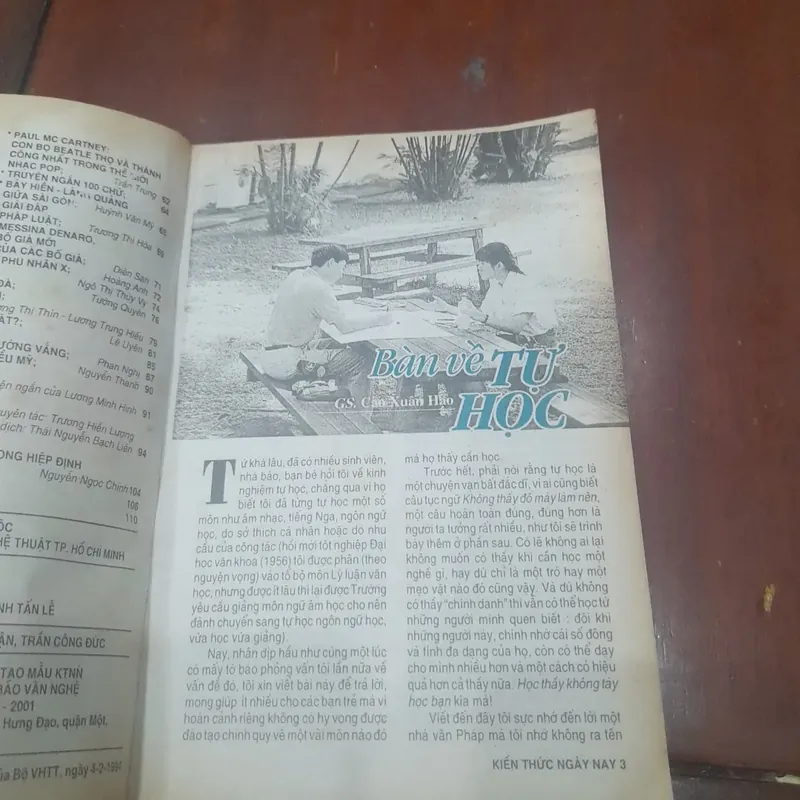 * PAUL MC CARTNEY:
CON BỌ BEATLE THỌ VÀ THÀNH
CÔNG NHẤT TRONG THẾ GIỚI
NHẠC POP;
Trần Trung 62
* TRUYỆN NGẮN 100 CHỮ. 64
* BẢY HIỀN - LÀNG QUẢNG
GIỮA SÀI GÒN; Huỳnh Văn Mỹ 65
GIẢI ĐÁP
PHÁP LUẬT; Trương Thị Hòa 69
MESSINA DENARO,
BỐ GIÀ MỚI
CỦA CÁC BỐ GIÀ; Diên San 71
PHU NHÂN X; Hoàng Anh 72
ĐÀ; Ngô Thị Thúy Vy 74
Tường Quyên 76
Thị Thìn - Lương Trung Hiếu 79
ÁT?; Lê Uyên 81
ƯỚNG VẮNG; 85
Phan Nghị 87
ỂU MỸ; Nguyễn Thành 90
ện ngắn của Lương Minh Hinh 91
uyên tác: Trương Hiền Lượng
dịch: Thái Nguyễn Bạch Liên 94
ONG HIỆP ĐỊNH
Nguyễn Ngọc Chính 104
106
110
ỐC
HỆ THUẬT TP. HỒ CHÍ MINH
NH TẤN LỄ
ẬN, TRẦN CÔNG ĐỨC
TẠO MẪU KTNN
BÁO VĂN NGHỆ
- 2001
Hưng Đạo, quận Một,
ủa Bộ VHTT, ngày 4-2-1994
Bàn về TỰ
HỌC
GS. Cao Xuân Hạo
Từ khá lâu, đã có nhiều sinh viên,
nhà báo, bạn bè hỏi tôi về kinh
nghiệm tự học, chẳng qua vì họ
biết tôi đã từng tự học một số
môn như âm nhạc, tiếng Nga, ngôn ngữ
học, do sở thích cá nhân hoặc do nhu
cầu của công tác (hồi mới tốt nghiệp Đại
học văn khoa (1956) tôi được phân (theo
nguyện vọng) vào tổ bộ môn Lý luận văn
học, nhưng được ít lâu thì lại được Trường
yêu cầu giảng môn ngữ âm học cho nên
đành chuyển sang tự học ngôn ngữ học,
vừa học vừa giảng).
Nay, nhân dịp hầu như cùng một lúc
có mấy tờ báo phỏng vấn tôi lần nữa về
vấn đề đó, tôi xin viết bài này để trả lời,
mong giúp ít nhiều cho các bạn trẻ mà vì
hoàn cảnh riêng không có hy vọng được
đào tạo chính quy về một vài môn nào đó
mà họ thấy cần học.
Trước hết, phải nói rằng tự học là
một chuyện vạn bất đắc dĩ, vì ai cũng biết
câu tục ngữ Không thầy đố mày làm nên,
một câu hoàn toàn đúng, đúng hơn là
người ta tưởng rất nhiều, như tôi sẽ trình
bày thêm ở phần sau. Có lẽ không ai lại
không muốn có thầy khi cần học một
nghề gì, hay dù chỉ là một trò hay một
mẹo vặt nào đó cũng vậy. Và dù không
có thầy "chính danh" thì vẫn có thể học từ
những người mình quen biết : đôi khi
những người này, chính nhờ cái số đông
và tính đa dạng của họ, còn có thể dạy
cho mình nhiều hơn và một cách có hiệu
quả hơn cả thầy nữa. Học thầy không tày
học bạn kia mà!
Viết đến đây tôi sực nhớ đến lời một
nhà văn Pháp mà tôi nhớ không ra tên
KIẾN THỨC NGÀY NAY 3